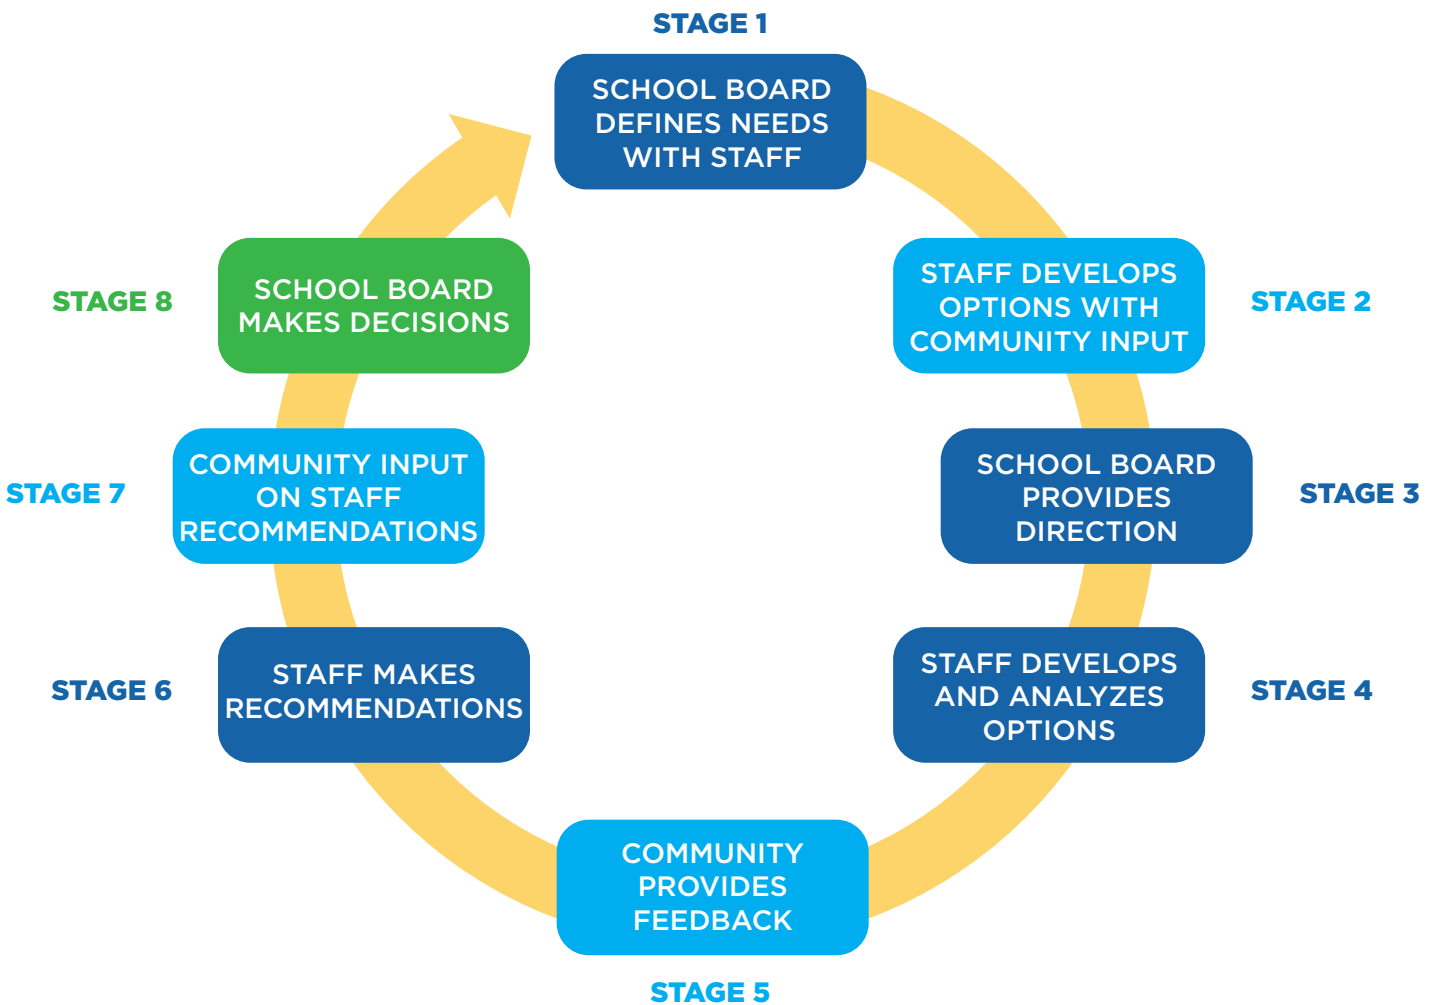 STAGE 1
SCHOOL BOARD
DEFINES NEEDS
WITH STAFF
STAGE 2
STAFF DEVELOPS
OPTIONS WITH
COMMUNITY INPUT
STAGE 3
SCHOOL BOARD
PROVIDES
DIRECTION
STAGE 4
STAFF DEVELOPS
AND ANALYZES
OPTIONS
COMMUNITY
PROVIDES
FEEDBACK
STAGE 5
STAGE 6
STAFF MAKES
RECOMMENDATIONS
STAGE 7
COMMUNITY INPUT
ON STAFF
RECOMMENDATIONS
STAGE 8
SCHOOL BOARD
MAKES DECISIONS